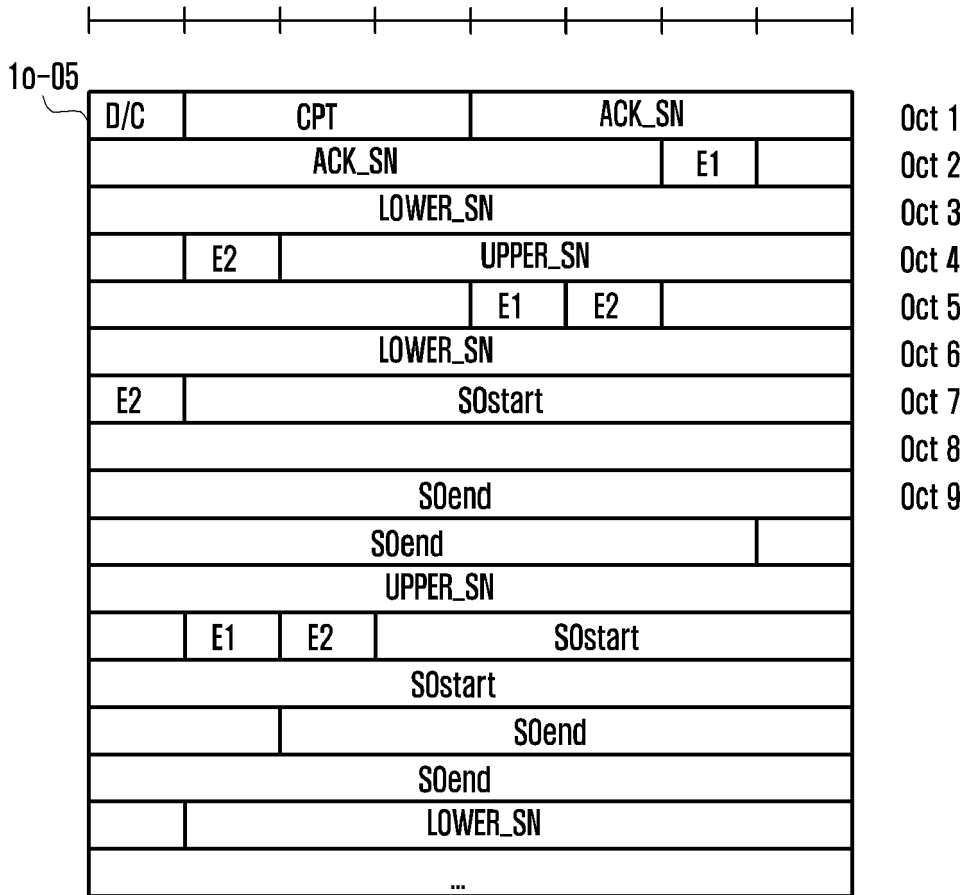 1o-05
D/C CPT ACK_SN Oct 1
ACK_SN E1 Oct 2
LOWER_SN Oct 3
E2 UPPER_SN Oct 4
E1 E2 Oct 5
LOWER_SN Oct 6
E2 SOstart Oct 7
Oct 8
SOend Oct 9
SOend
UPPER_SN
E1 E2 SOstart
SOstart
SOend
SOend
LOWER_SN
...